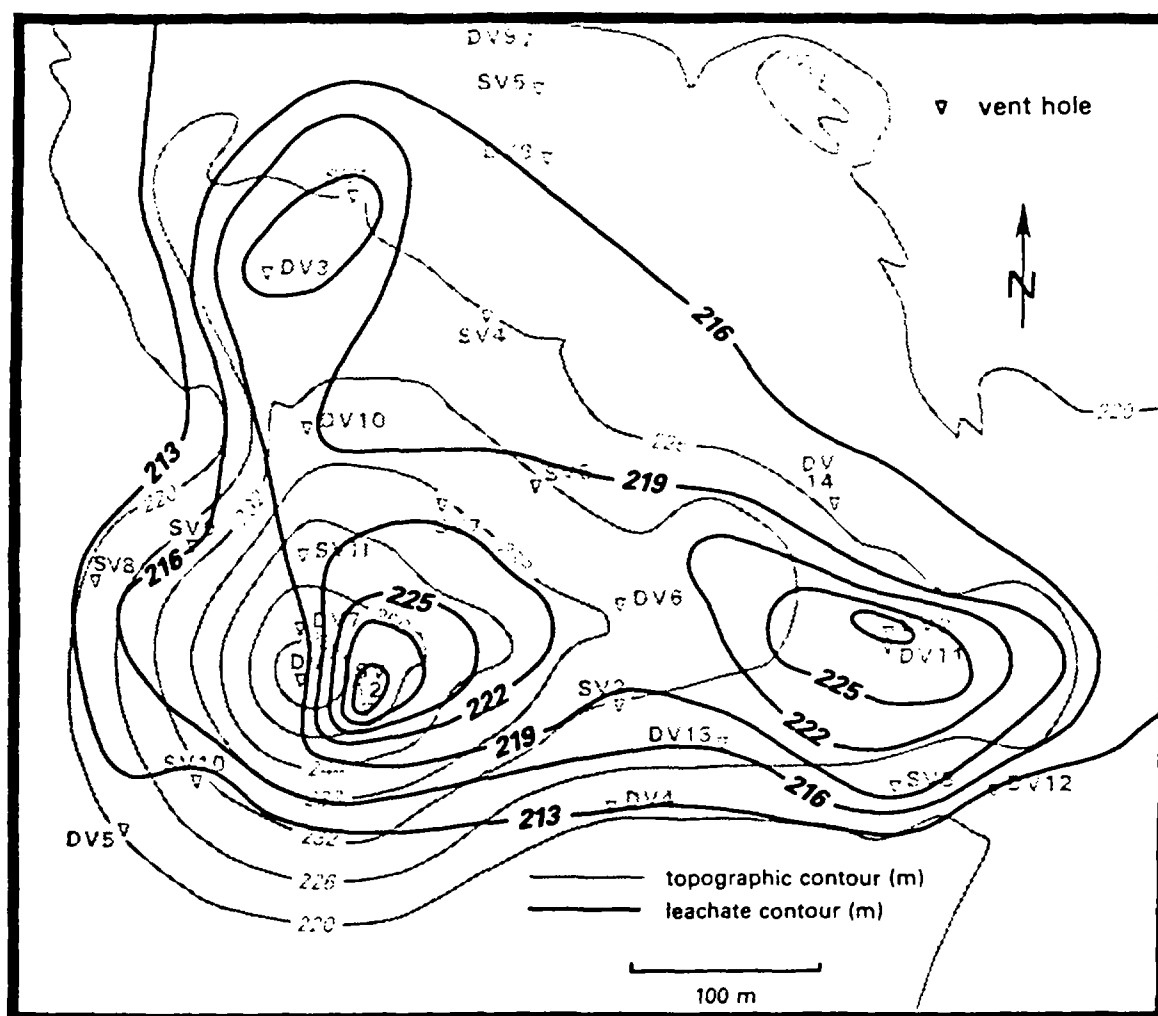 DV9
SV5
vent hole
DV3
N
SV4
216
220
DV10
213
219
DV
14
220
SV11
SV8
216
225
DV6
DV11
225
222
SV2
222
219
DV13
SV10
216
DV12
DV4
213
DV5
232
226
220
topographic contour (m)
leachate contour (m)
100 m